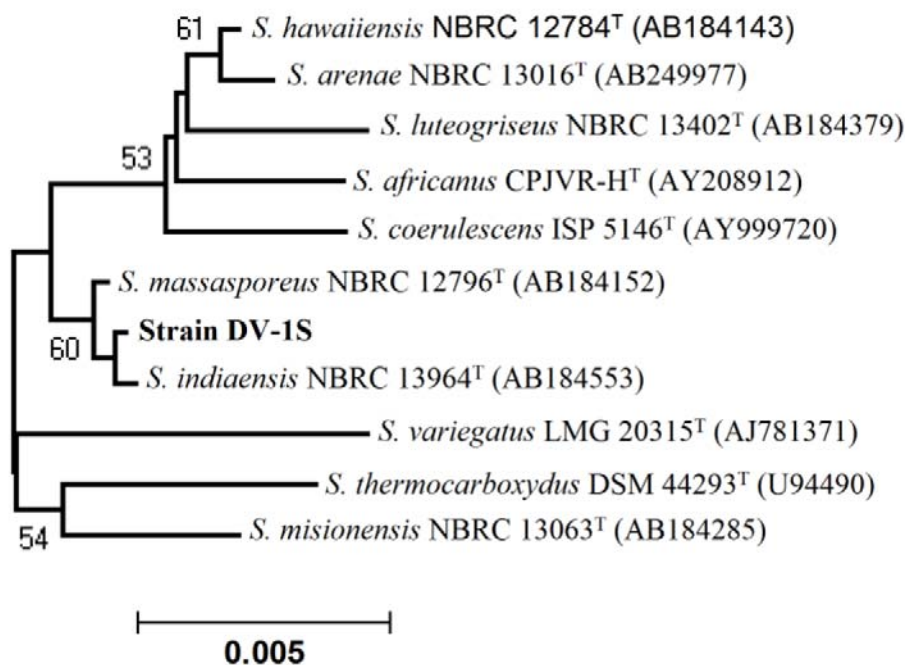 61
S. hawaiiensis NBRC 12784ᵀ (AB184143)
S. arenae NBRC 13016ᵀ (AB249977)
S. luteogriseus NBRC 13402ᵀ (AB184379)
53
S. africanus CPJVR-Hᵀ (AY208912)
S. coerulescens ISP 5146ᵀ (AY999720)
S. massasporeus NBRC 12796ᵀ (AB184152)
Strain DV-1S
60
S. indiaensis NBRC 13964ᵀ (AB184553)
S. variegatus LMG 20315ᵀ (AJ781371)
S. thermocarboxydus DSM 44293ᵀ (U94490)
54
S. misionensis NBRC 13063ᵀ (AB184285)
0.005